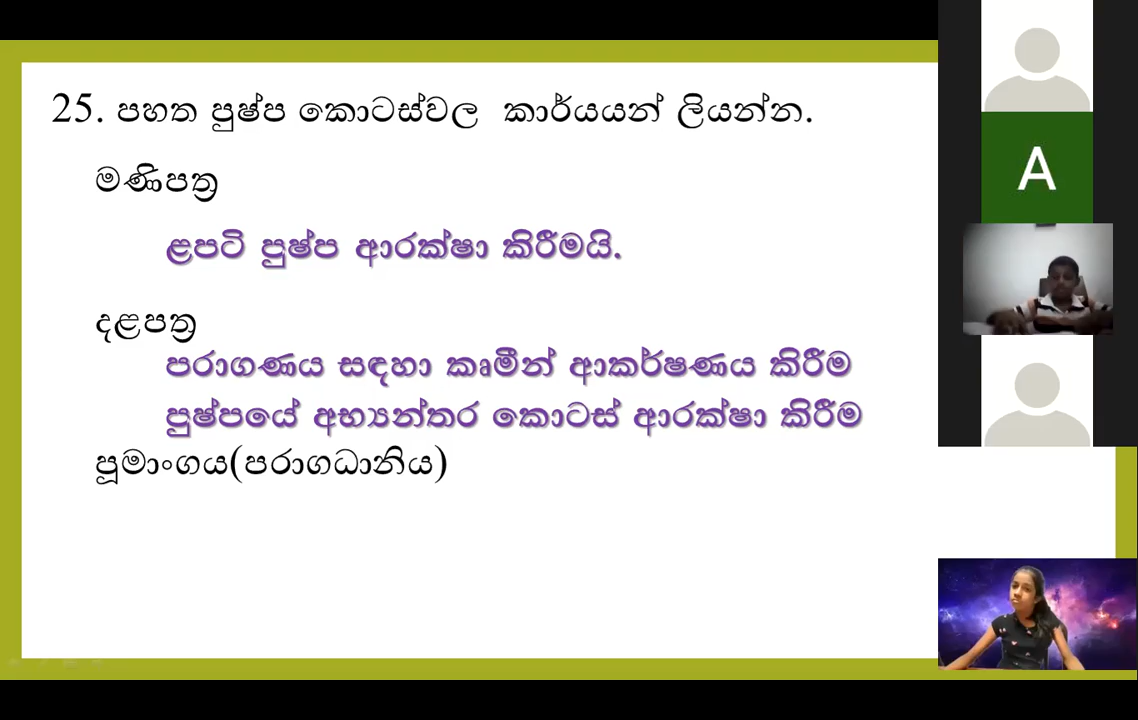 25. පහත පුෂ්ප කොටස්වල කාර්යයන් ලියන්න.
මණිපත්‍ර
ළපටි පුෂ්ප ආරක්ෂා කිරීමයි.
දළපත්‍ර
පරාගණය සඳහා කෘමීන් ආකර්ෂණය කිරීම
පුෂ්පයේ අභ්‍යන්තර කොටස් ආරක්ෂා කිරීම
පූමාංගය(පරාගධානිය)
A